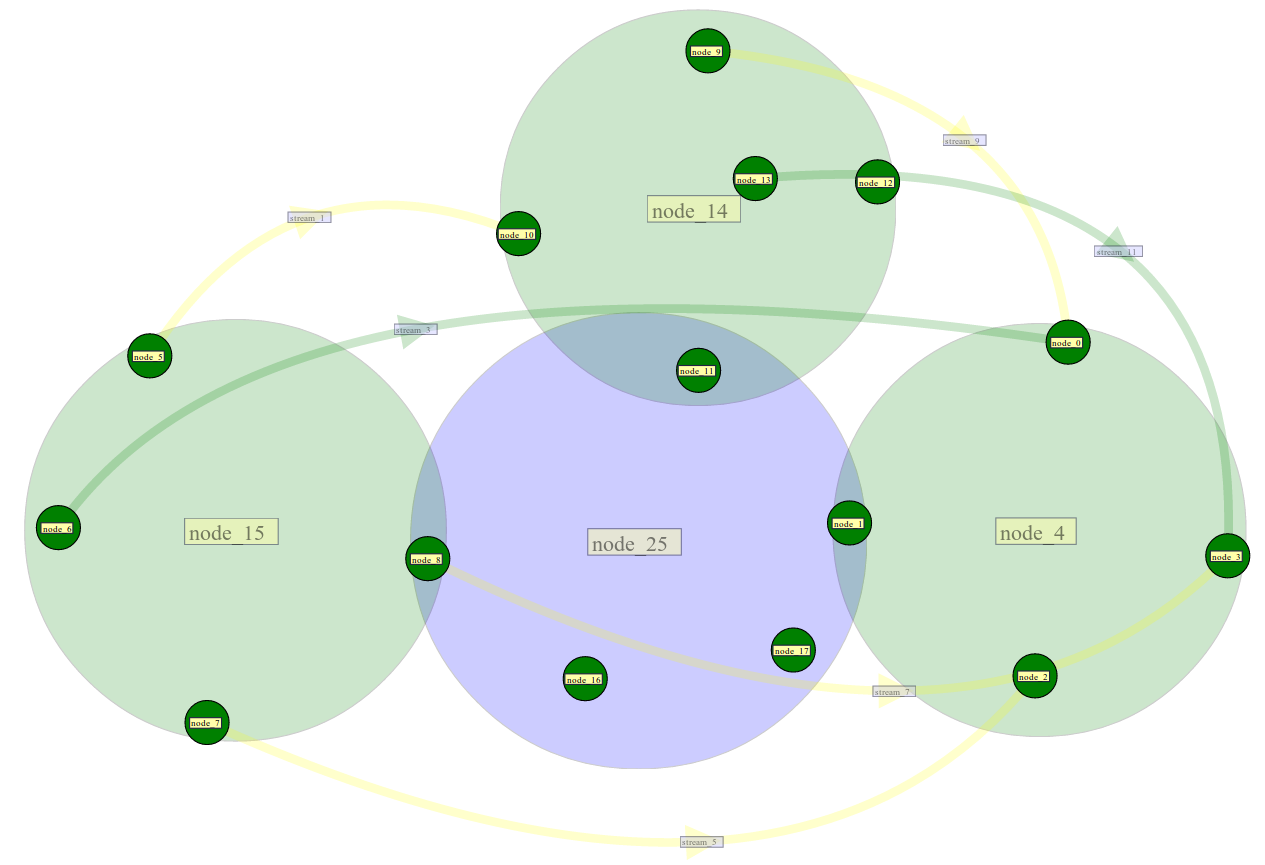 node_9
stream_9
node_13
node_12
node_14
stream_1
node_10
stream_11
stream_3
node_0
node_5
node_11
node_1
node_6
node_15
node_4
node_25
node_3
node_8
node_17
node_2
node_16
stream_7
node_7
stream_5